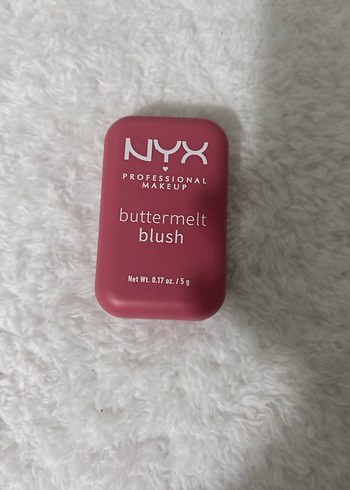 NYX
PROFESSIONAL
MAKEUP
buttermelt
blush
Net Wt. 0.17 oz. / 5 g